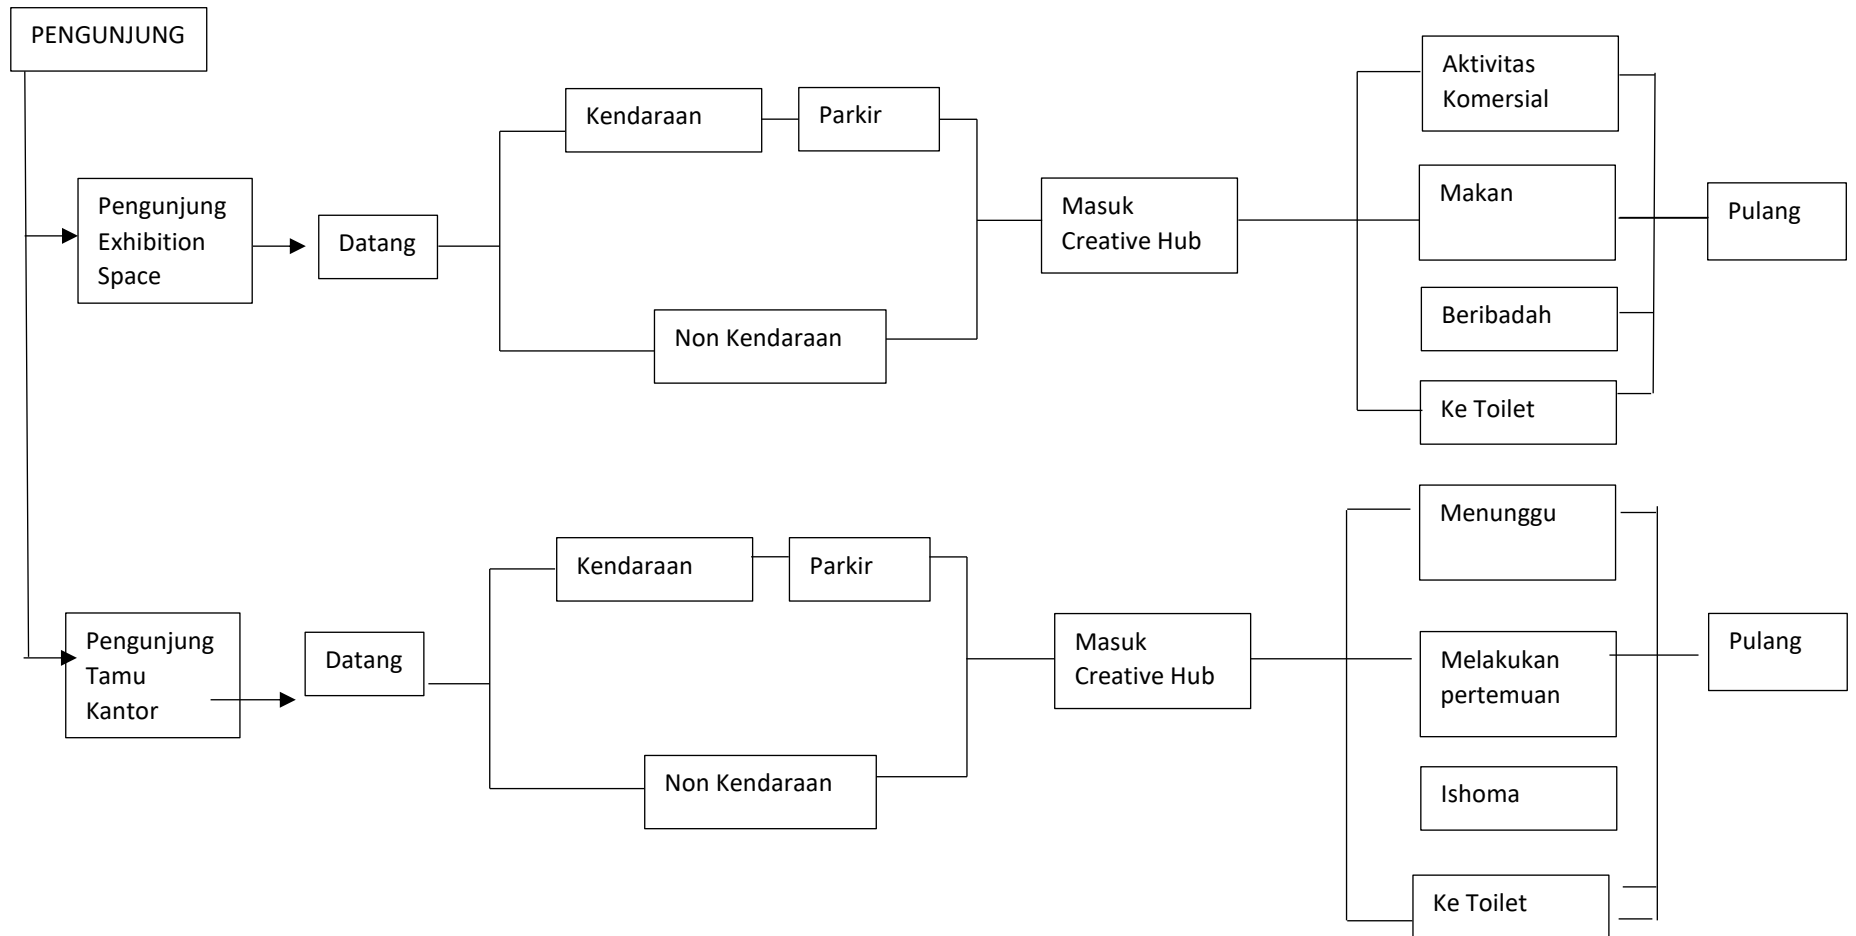 PENGUNJUNG
Pengunjung
Exhibition
Space
Datang
Kendaraan
Parkir
Non Kendaraan
Masuk
Creative Hub
Aktivitas
Komersial
Makan
Beribadah
Ke Toilet
Pulang
Pengunjung
Tamu
Kantor
Datang
Kendaraan
Parkir
Non Kendaraan
Masuk
Creative Hub
Menunggu
Melakukan
pertemuan
Ishoma
Ke Toilet
Pulang